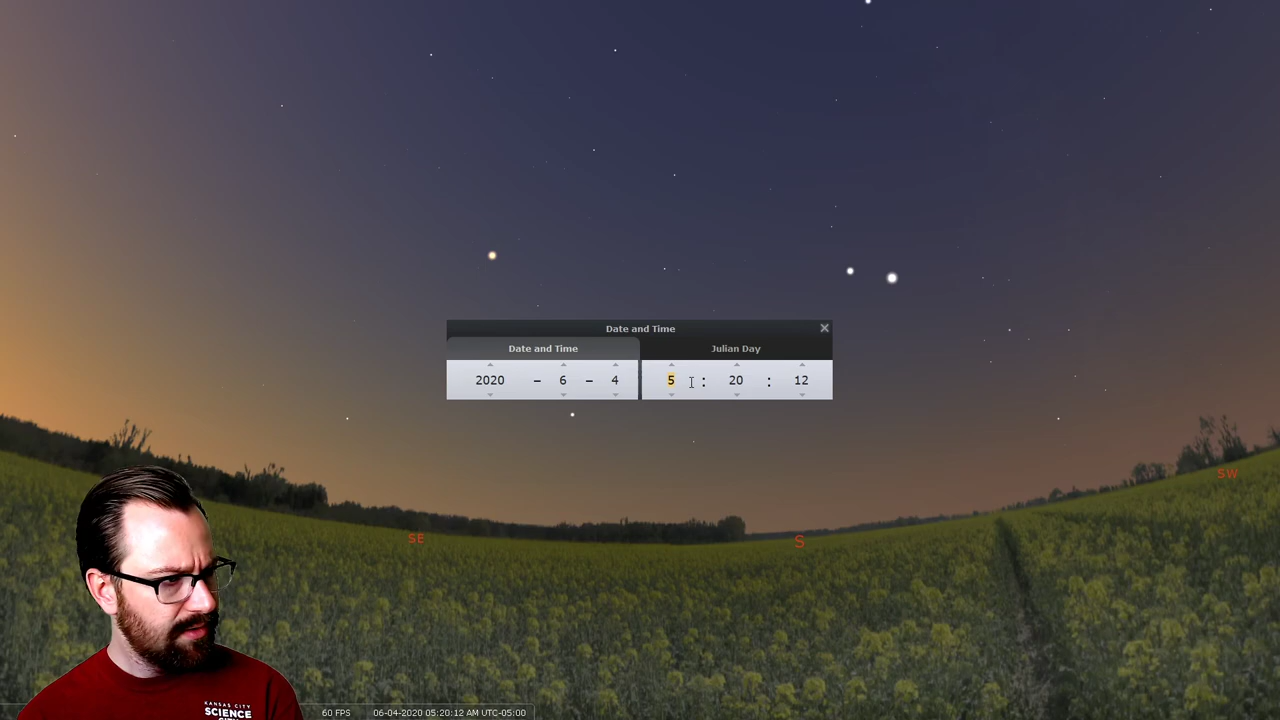 Date and Time
Date and Time
Julian Day
2020 – 6 – 4
5 : 20 : 12
SW
SE
S
KANSAS CITY
SCIENCE
60 FPS
06-04-2020 05:20:12 AM UTC-05:00